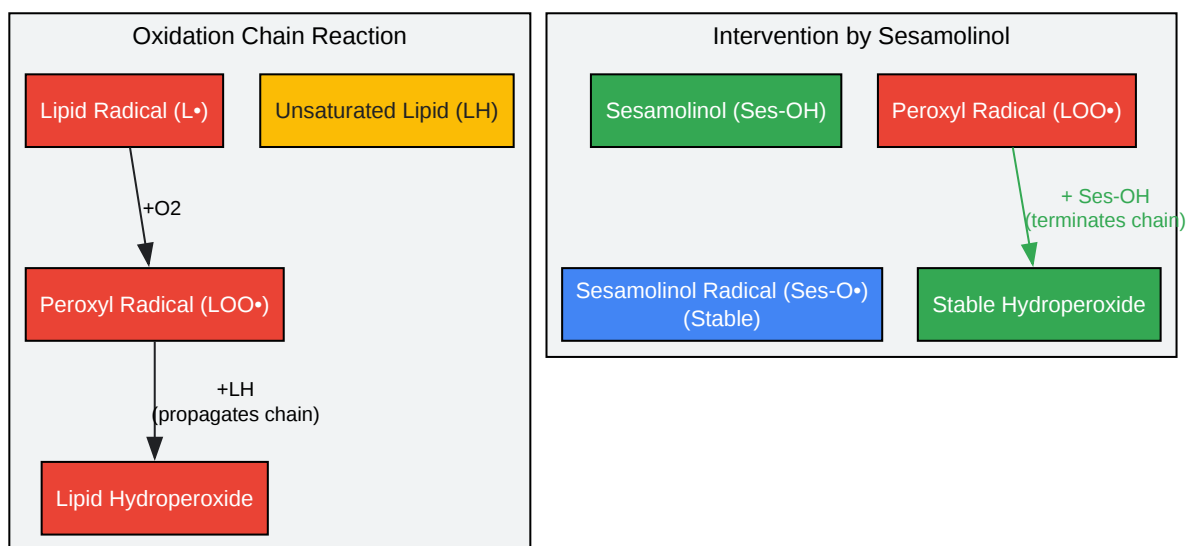 Oxidation Chain Reaction
Lipid Radical (L•)
Unsaturated Lipid (LH)
+O2
Peroxyl Radical (LOO•)
+LH
(propagates chain)
Lipid Hydroperoxide
Intervention by Sesamolinol
Sesamolinol (Ses-OH)
Peroxyl Radical (LOO•)
+ Ses-OH
(terminates chain)
Sesamolinol Radical (Ses-O•)
(Stable)
Stable Hydroperoxide